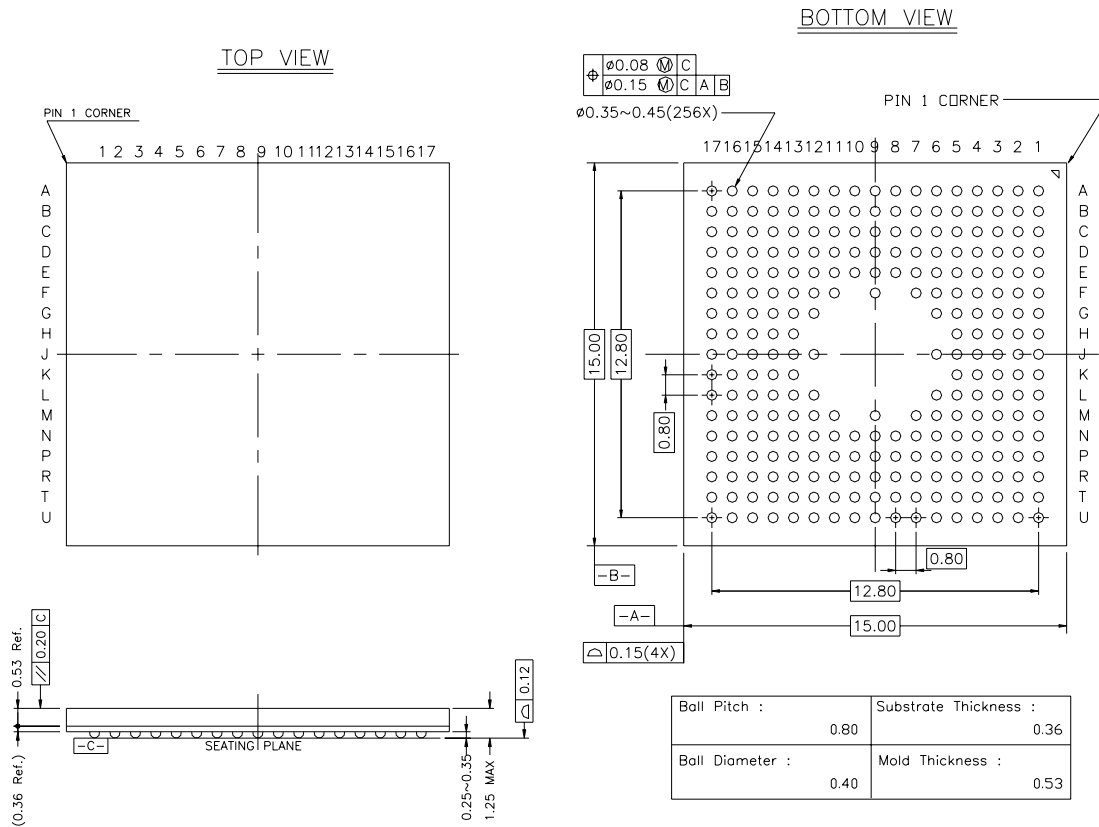 BOTTOM VIEW
TOP VIEW
PIN 1 CORNER
1 2 3 4 5 6 7 8 9 10 11 12 13 14 15 16 17
A
B
C
D
E
F
G
H
J
K
L
M
N
P
R
T
U
⌖ ⌀0.08 Ⓜ C
⌀0.15 Ⓜ C A B
⌀0.35~0.45(256X)
PIN 1 CORNER
17 16 15 14 13 12 11 10 9 8 7 6 5 4 3 2 1
A
B
C
D
E
F
G
H
J
K
L
M
N
P
R
T
U
15.00
12.80
0.80
0.80
-B-
12.80
-A-
15.00
⌓ 0.15(4X)
0.53 Ref.
// 0.20 C
(0.36 Ref.)
-C-
SEATING PLANE
0.25~0.35
1.25 MAX
⌓ 0.12
Ball Pitch : 0.80
Substrate Thickness : 0.36
Ball Diameter : 0.40
Mold Thickness : 0.53